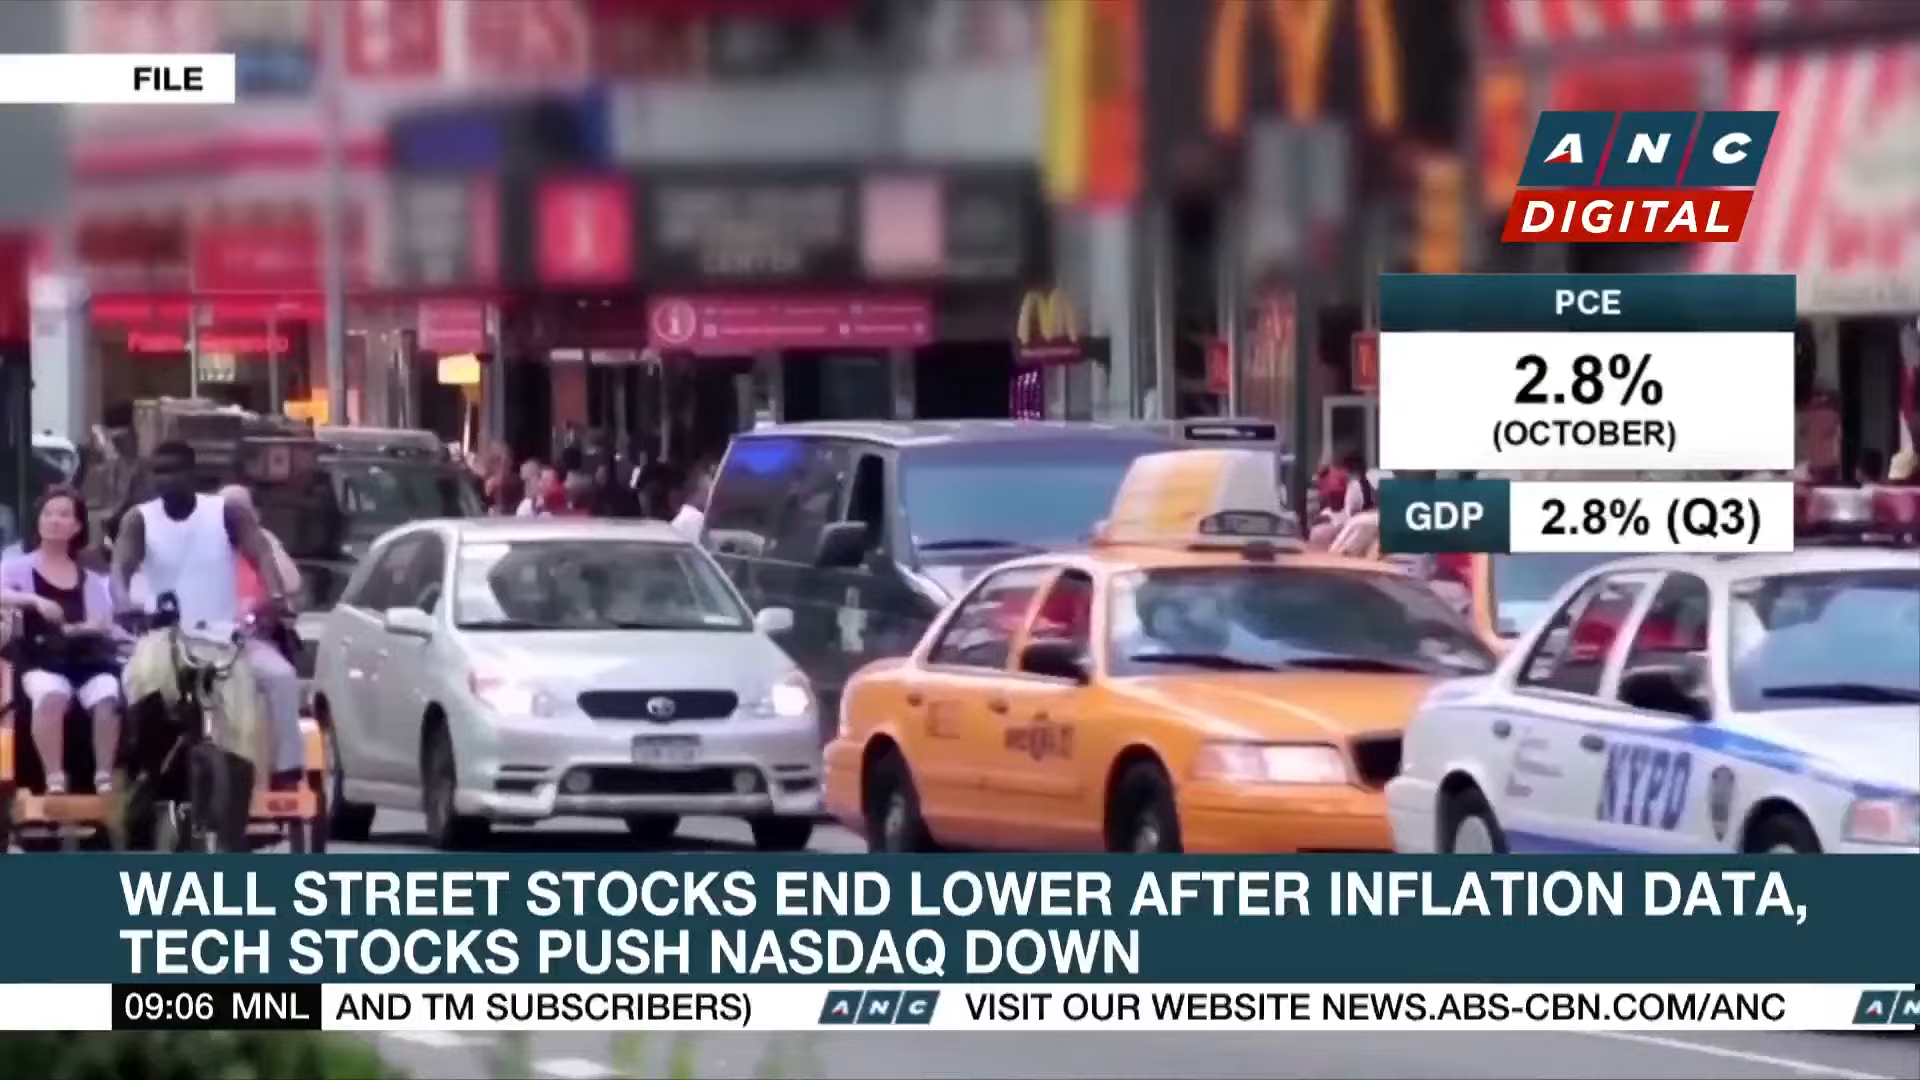 FILE
ANC
DIGITAL
PCE
2.8%
(OCTOBER)
GDP 2.8% (Q3)
NYPD
WALL STREET STOCKS END LOWER AFTER INFLATION DATA,
TECH STOCKS PUSH NASDAQ DOWN
09:06 MNL AND TM SUBSCRIBERS) ANC VISIT OUR WEBSITE NEWS.ABS-CBN.COM/ANC AN